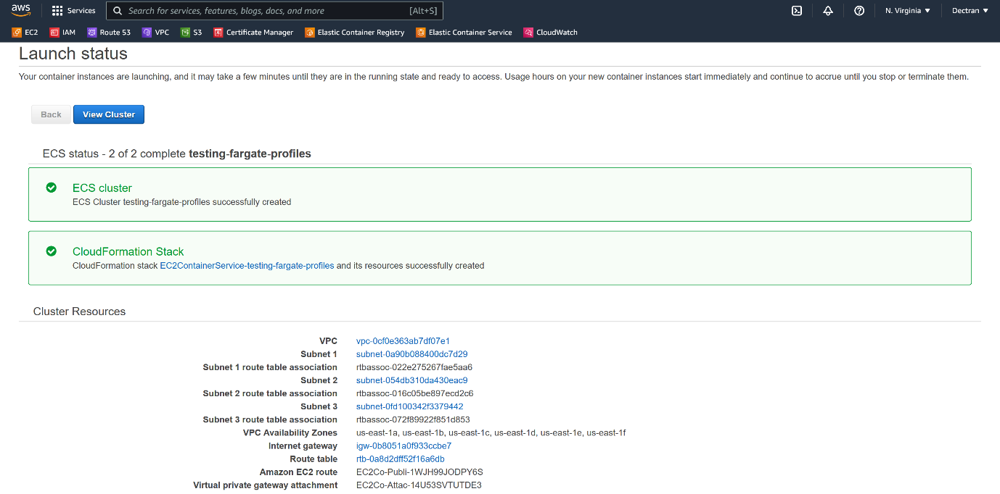 aws Services Search for services, features, blogs, docs, and more [Alt+S] N. Virginia Dectran
EC2 IAM Route 53 VPC S3 Certificate Manager Elastic Container Registry Elastic Container Service CloudWatch
Launch status
Your container instances are launching, and it may take a few minutes until they are in the running state and ready to access. Usage hours on your new container instances start immediately and continue to accrue until you stop or terminate them.
Back View Cluster
ECS status - 2 of 2 complete testing-fargate-profiles
ECS cluster
ECS Cluster testing-fargate-profiles successfully created
CloudFormation Stack
CloudFormation stack EC2ContainerService-testing-fargate-profiles and its resources successfully created
Cluster Resources
VPC vpc-0cf0e363ab7df07e1
Subnet 1 subnet-0a90b088400dc7d29
Subnet 1 route table association rtbassoc-022e275267fae5aa6
Subnet 2 subnet-054db310da430eac9
Subnet 2 route table association rtbassoc-016c05be897ecd2c6
Subnet 3 subnet-0fd100342f3379442
Subnet 3 route table association rtbassoc-072f89922f851d853
VPC Availability Zones us-east-1a, us-east-1b, us-east-1c, us-east-1d, us-east-1e, us-east-1f
Internet gateway igw-0b8051a0f933ccbe7
Route table rtb-0a8d2dff52f16a6db
Amazon EC2 route EC2Co-Publi-1WJH99JODPY6S
Virtual private gateway attachment EC2Co-Attac-14U53SVTUTDE3